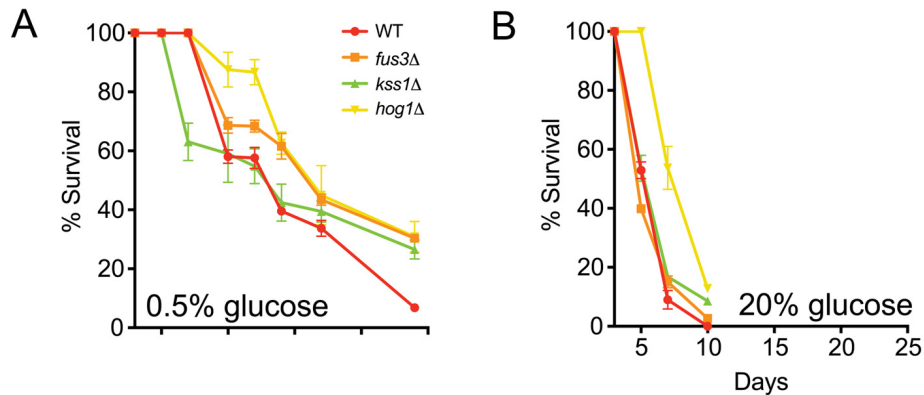 A
% Survival
100
80
60
40
20
0
WT
fus3Δ
kss1Δ
hog1Δ
0.5% glucose
B
% Survival
100
80
60
40
20
0
20% glucose
5 10 15 20 25
Days